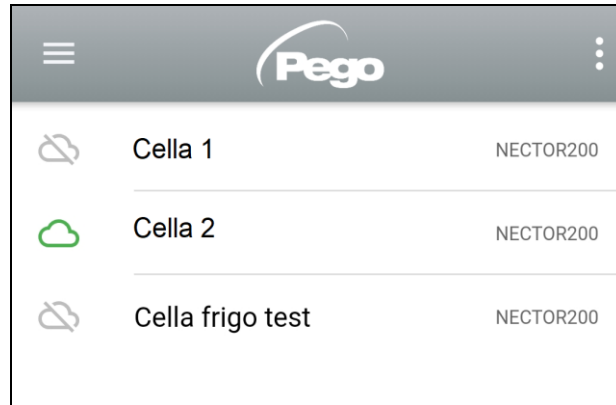 Pego
Cella 1 NECTOR200
Cella 2 NECTOR200
Cella frigo test NECTOR200